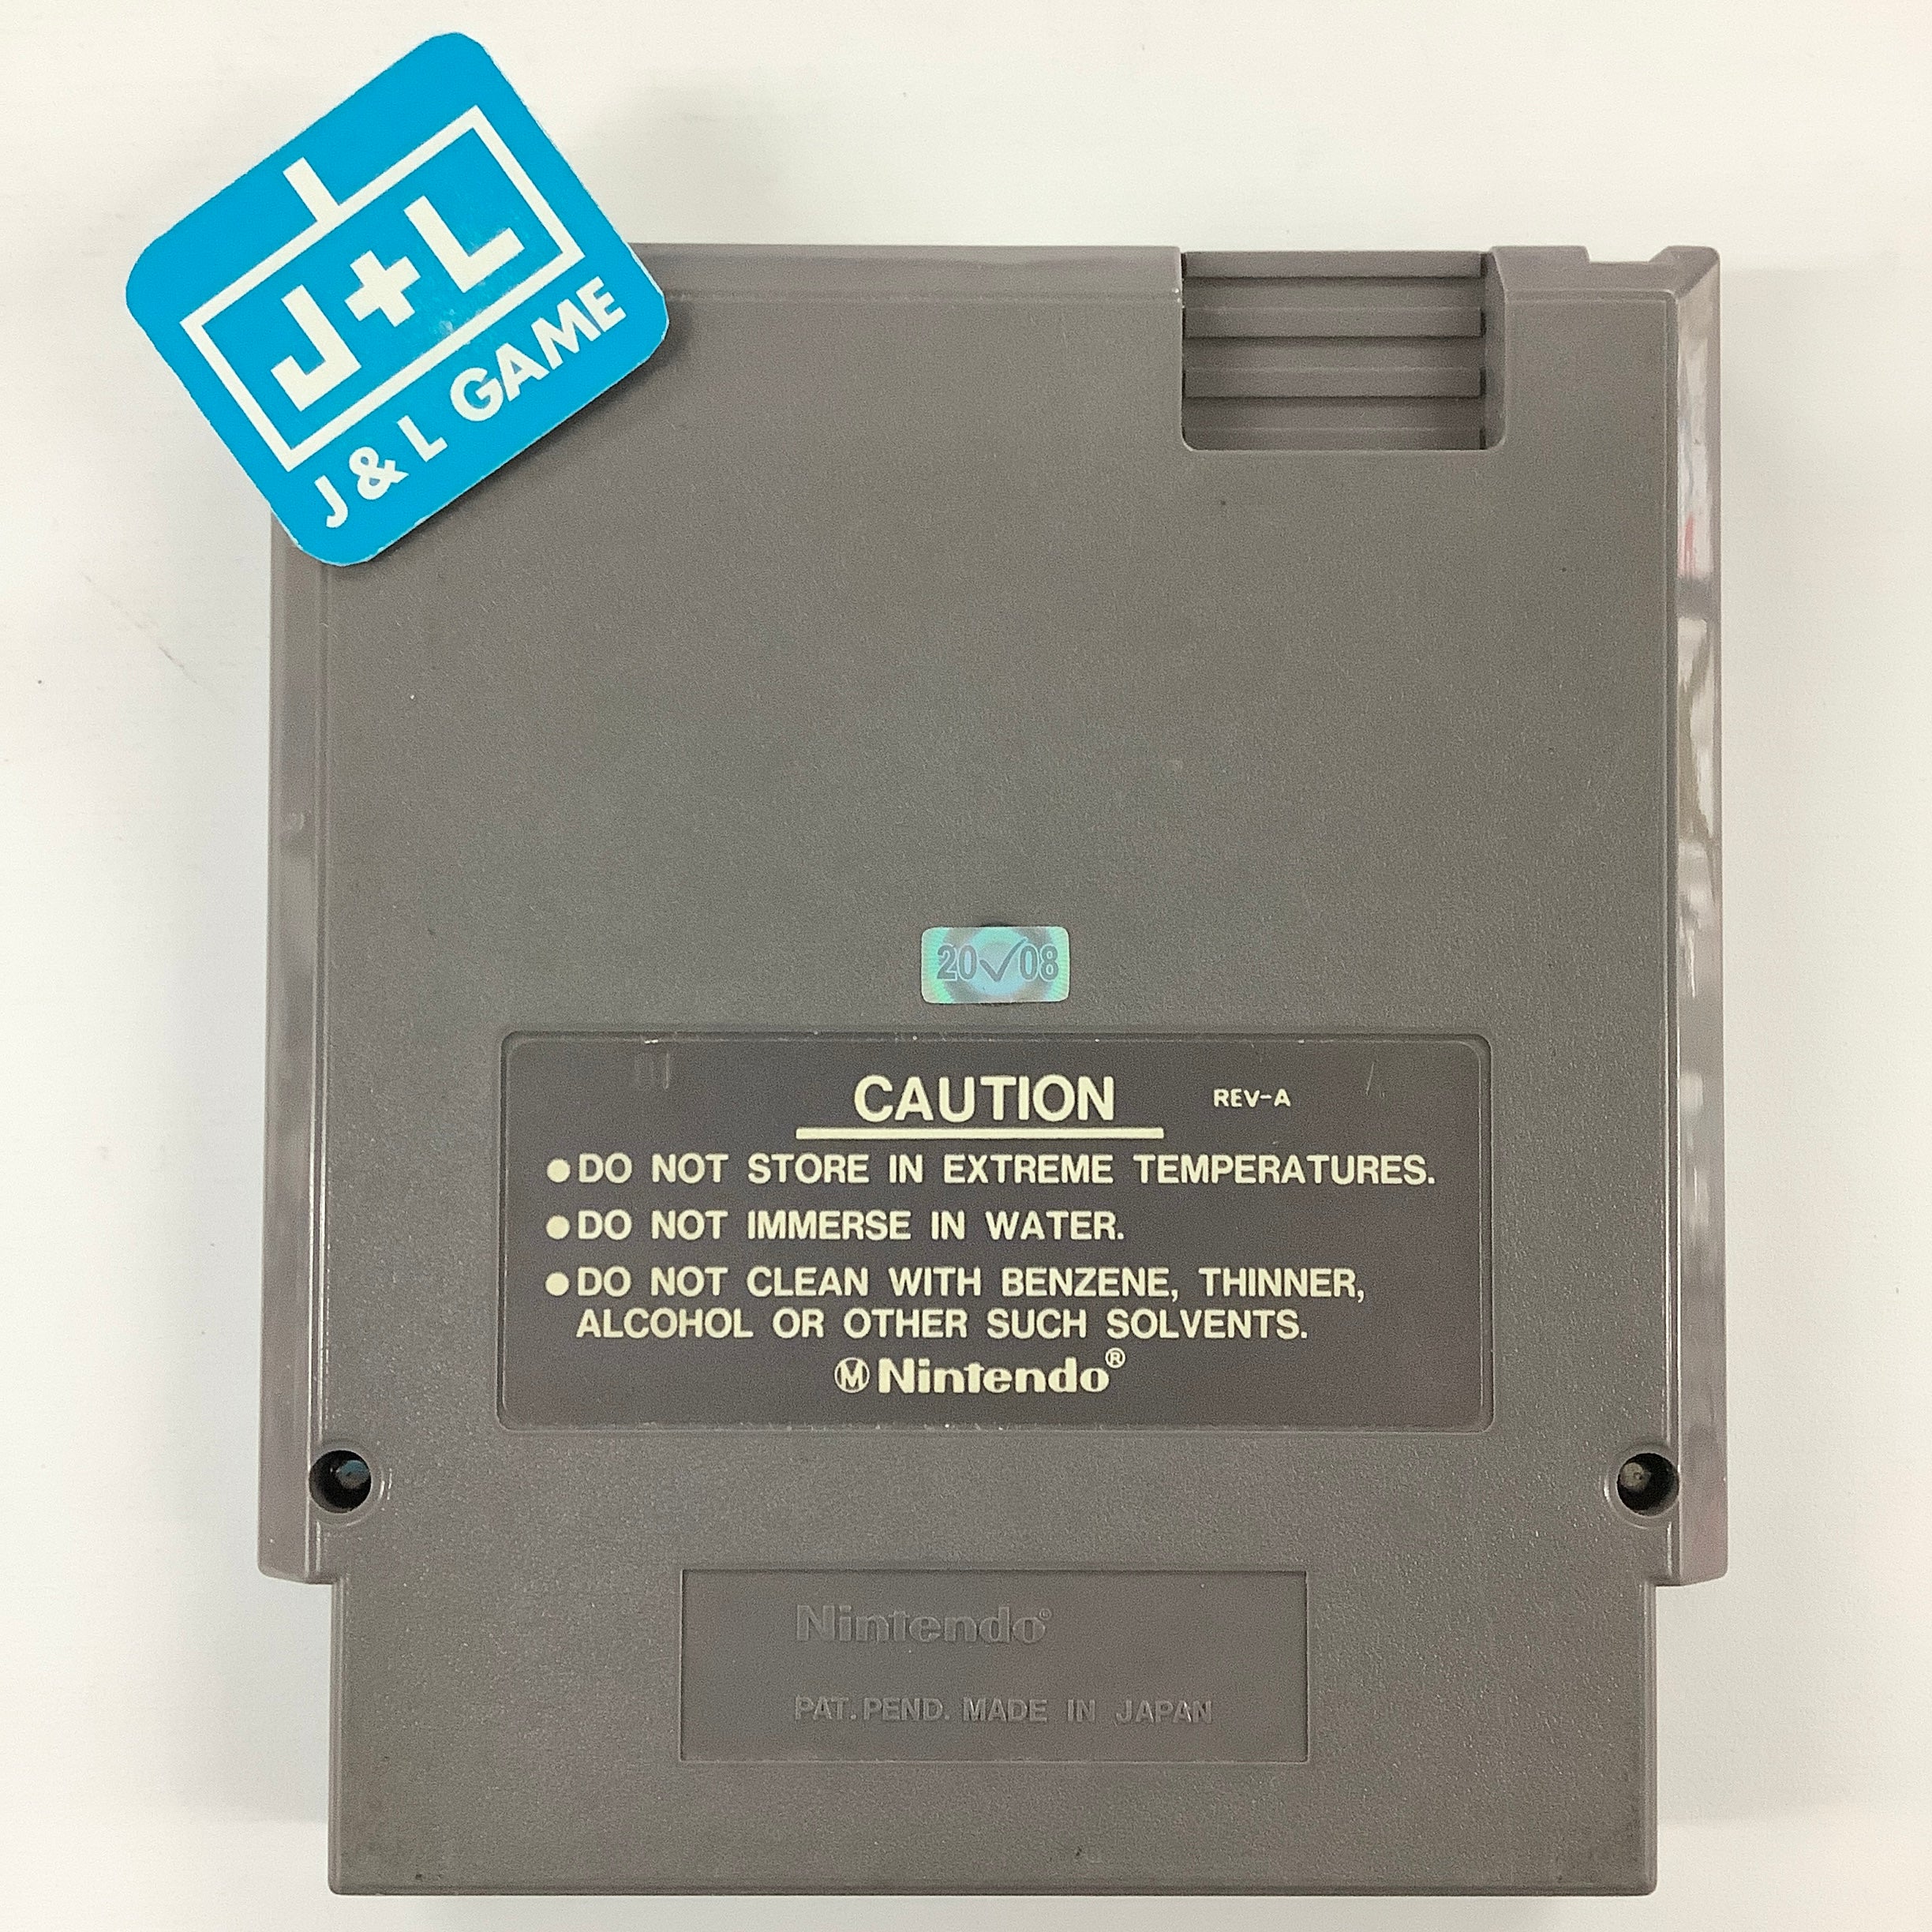 J+L
J & L GAME
20✓08
CAUTION REV-A
●DO NOT STORE IN EXTREME TEMPERATURES.
●DO NOT IMMERSE IN WATER.
●DO NOT CLEAN WITH BENZENE, THINNER,
ALCOHOL OR OTHER SUCH SOLVENTS.
Ⓜ Nintendo®
Nintendo®
PAT. PEND. MADE IN JAPAN